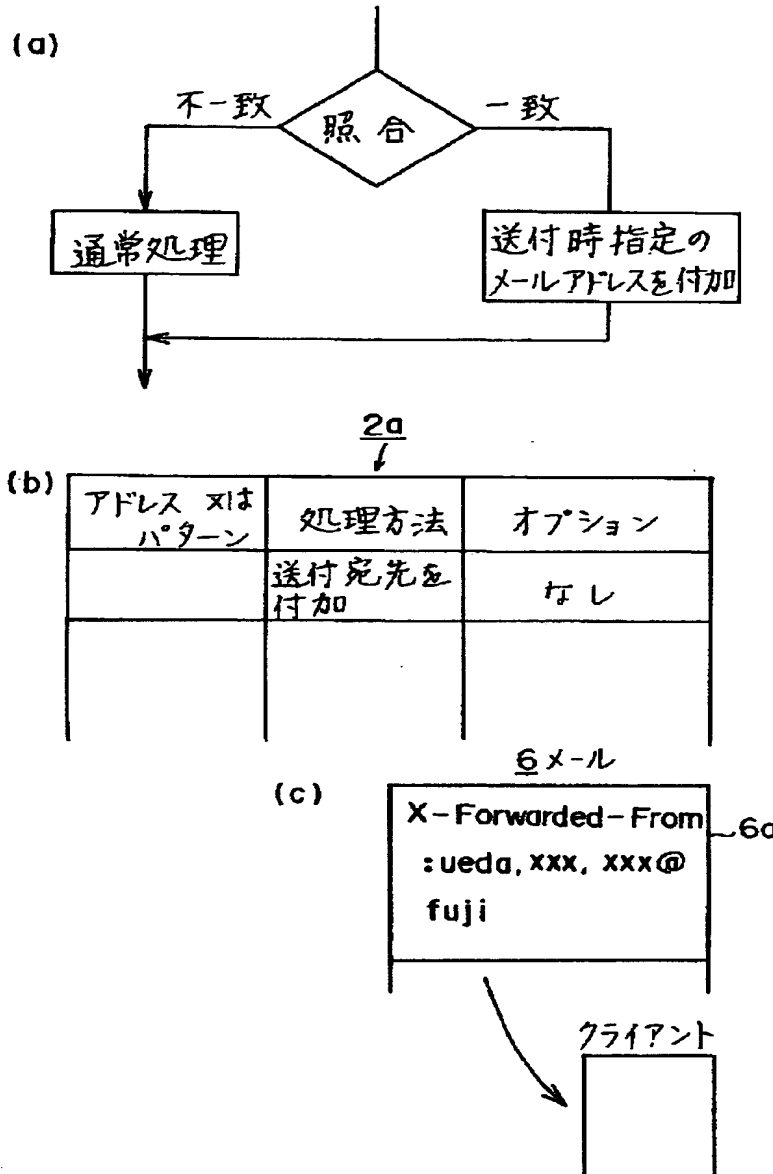 (a)
不一致
照合
一致
通常処理
送付時指定の
メールアドレスを付加
2a
(b)
アドレス 又は
パターン
処理方法
オプション
送付宛先を
付加
なし
6メール
(c)
X-Forwarded-From
:ueda,xxx, xxx@
fuji
6a
クライアント